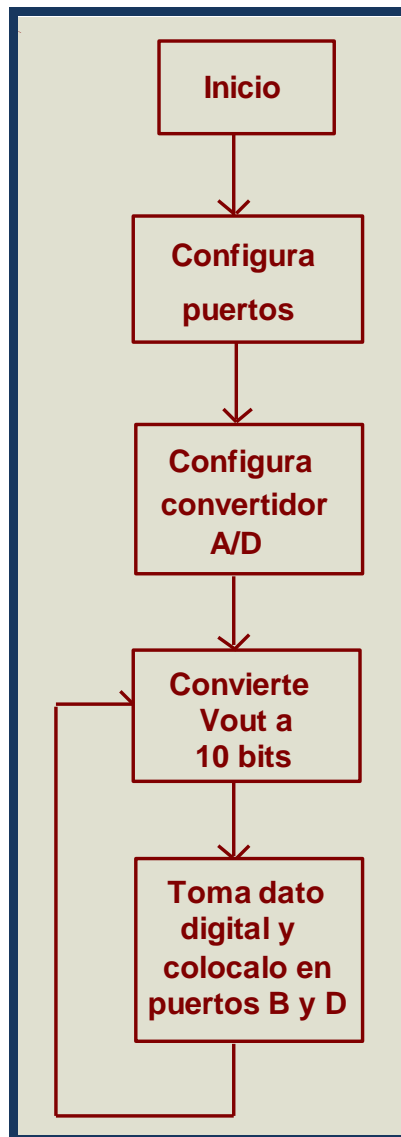 Inicio
Configura
puertos
Configura
convertidor
A/D
Convierte
Vout a
10 bits
Toma dato
digital y
colocalo en
puertos B y D